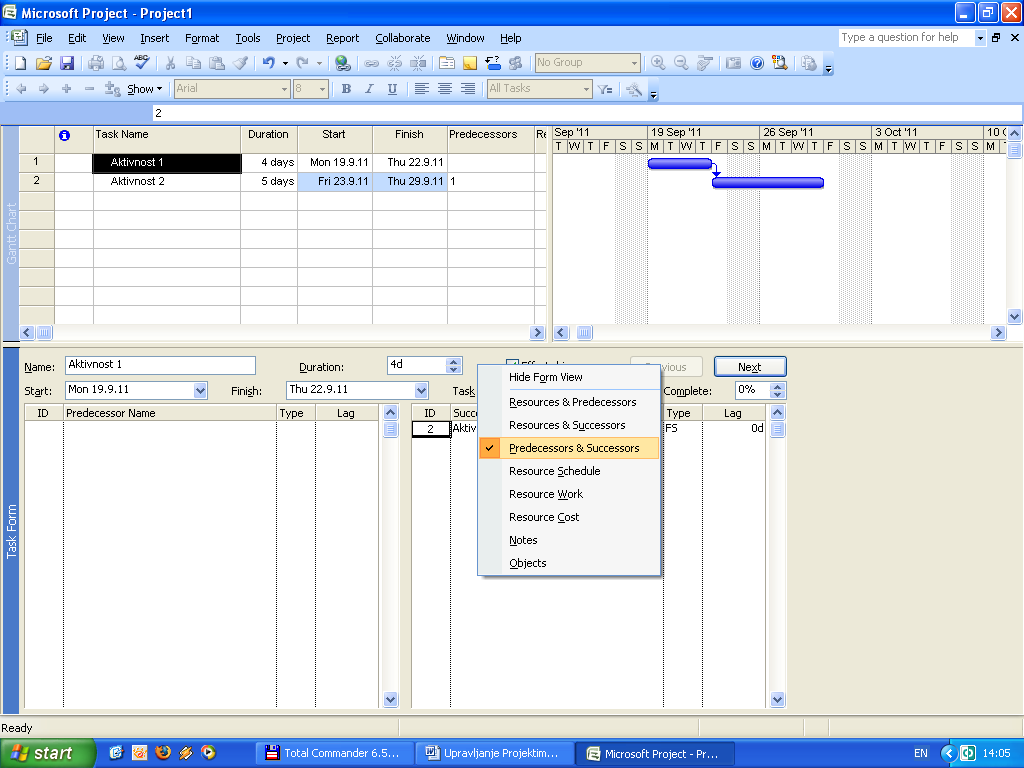 Microsoft Project - Project1
File Edit View Insert Format Tools Project Report Collaborate Window Help
Type a question for help
No Group
Show Arial 8 B I U All Tasks
2
Task Name Duration Start Finish Predecessors Re
Sep '11 19 Sep '11 26 Sep '11 3 Oct '11 10 O
T W T F S S M T W T F S S M T W T F S S M T W T F S S M
1 Aktivnost 1 4 days Mon 19.9.11 Thu 22.9.11
2 Aktivnost 2 5 days Fri 23.9.11 Thu 29.9.11 1
Gantt Chart
Name: Aktivnost 1 Duration: 4d Next
Start: Mon 19.9.11 Finish: Thu 22.9.11 Task Complete: 0%
ID Predecessor Name Type Lag ID Succ Type Lag
2 Aktiv FS 0d
Hide Form View
Resources & Predecessors
Resources & Successors
Predecessors & Successors
Resource Schedule
Resource Work
Resource Cost
Notes
Objects
Task Form
Ready
start Total Commander 6.5... Upravljanje Projektim... Microsoft Project - Pr... EN 14:05